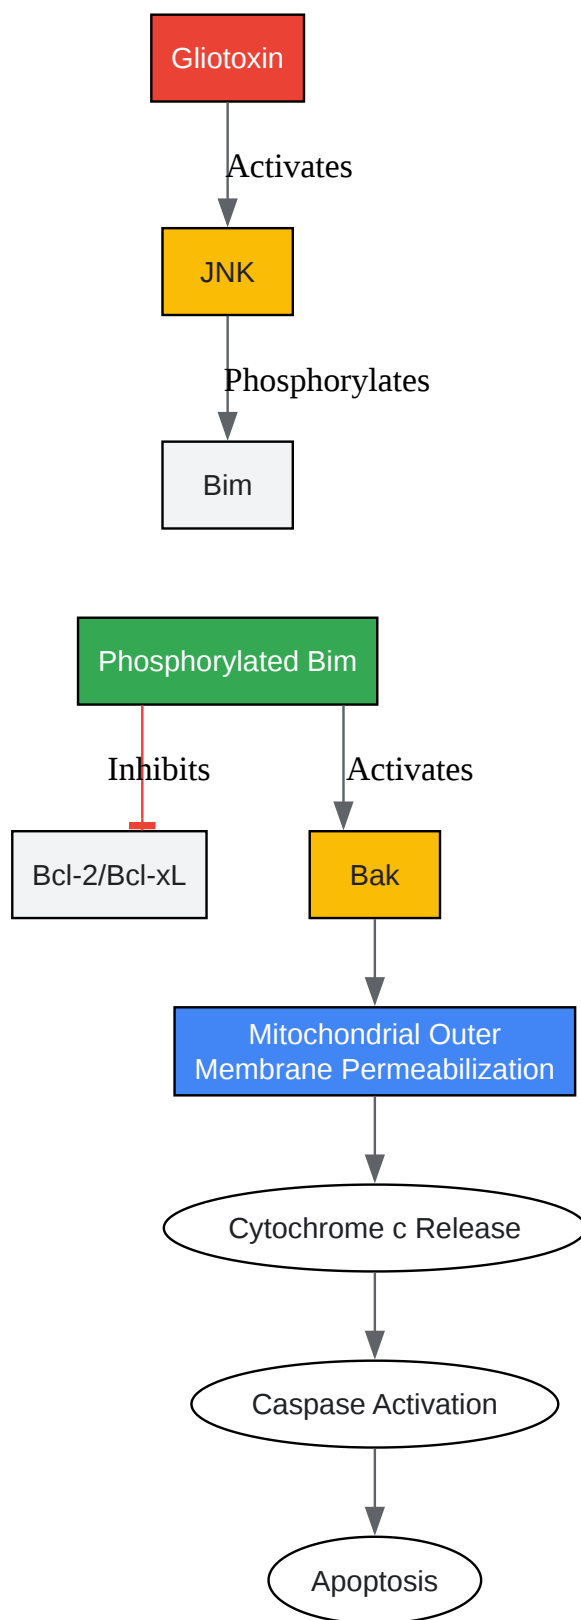 Gliotoxin
Activates
JNK
Phosphorylates
Bim
Phosphorylated Bim
Inhibits
Activates
Bcl-2/Bcl-xL
Bak
Mitochondrial Outer
Membrane Permeabilization
Cytochrome c Release
Caspase Activation
Apoptosis